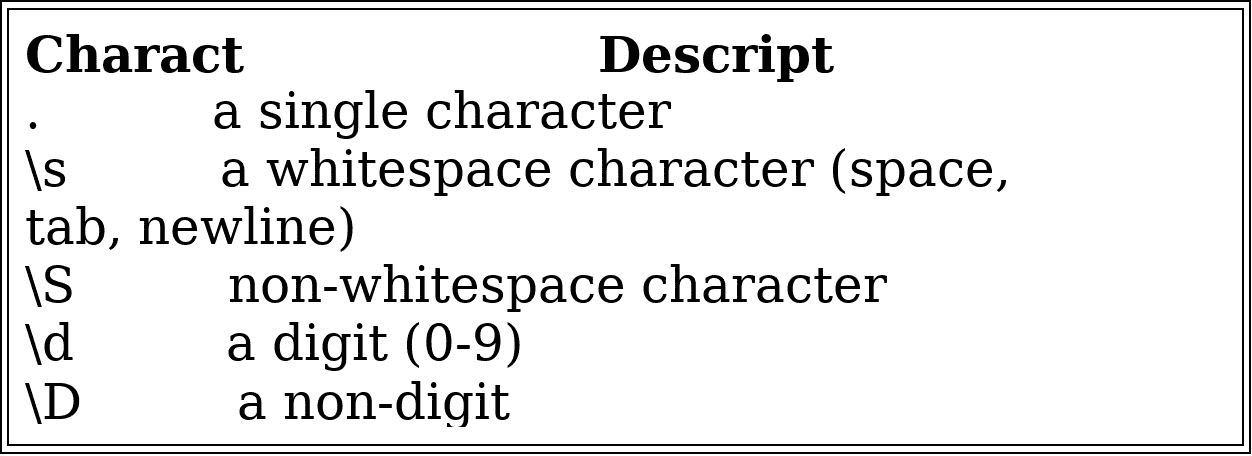 Charact Descript
. a single character
\s a whitespace character (space,
tab, newline)
\S non-whitespace character
\d a digit (0-9)
\D a non-digit